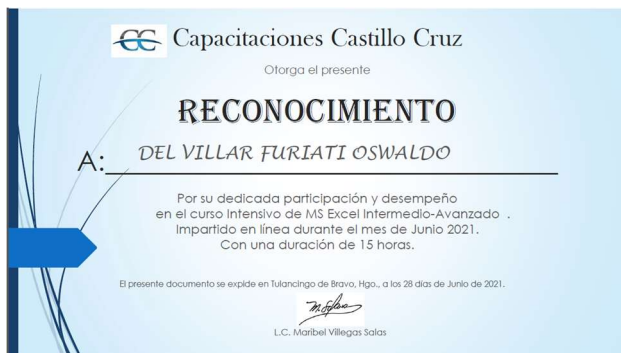 CC Capacitaciones Castillo Cruz
Otorga el presente
RECONOCIMIENTO
A: DEL VILLAR FURIATI OSWALDO
Por su dedicada participación y desempeño
en el curso Intensivo de MS Excel Intermedio-Avanzado .
Impartido en línea durante el mes de Junio 2021.
Con una duración de 15 horas.
El presente documento se expide en Tulancingo de Bravo, Hgo., a los 28 días de Junio de 2021.
L.C. Maribel Villegas Salas